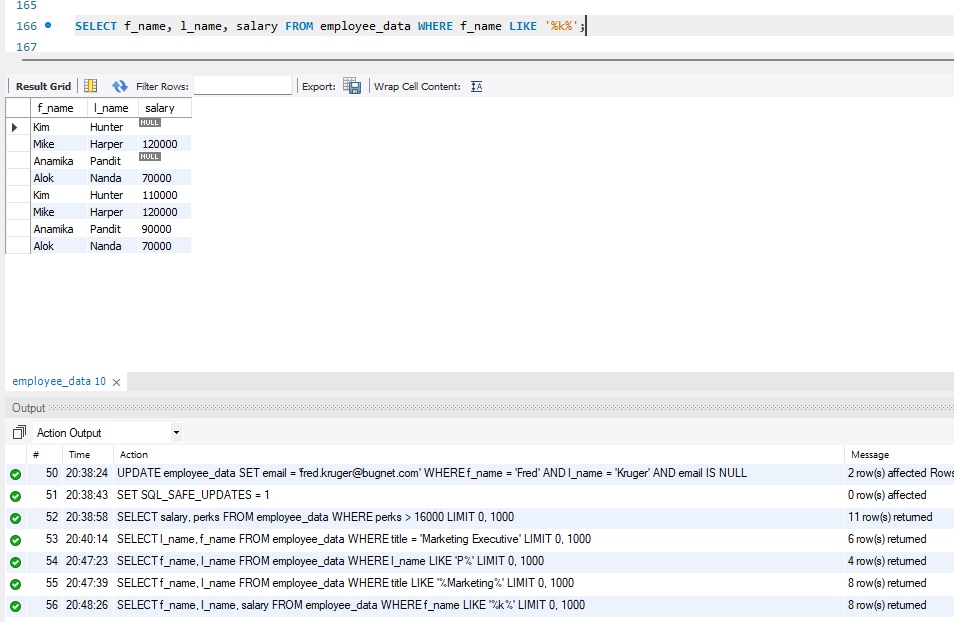 165
166 SELECT f_name, l_name, salary FROM employee_data WHERE f_name LIKE '%k%';
167
Result Grid Filter Rows: Export: Wrap Cell Content: IA
f_name l_name salary
Kim Hunter NULL
Mike Harper 120000
Anamika Pandit NULL
Alok Nanda 70000
Kim Hunter 110000
Mike Harper 120000
Anamika Pandit 90000
Alok Nanda 70000
employee_data 10
Output
Action Output
# Time Action Message
50 20:38:24 UPDATE employee_data SET email = 'fred.kruger@bugnet.com' WHERE f_name = 'Fred' AND l_name = 'Kruger' AND email IS NULL 2 row(s) affected Rows
51 20:38:43 SET SQL_SAFE_UPDATES = 1 0 row(s) affected
52 20:38:58 SELECT salary, perks FROM employee_data WHERE perks > 16000 LIMIT 0, 1000 11 row(s) returned
53 20:40:14 SELECT l_name, f_name FROM employee_data WHERE title = 'Marketing Executive' LIMIT 0, 1000 6 row(s) returned
54 20:47:23 SELECT f_name, l_name FROM employee_data WHERE l_name LIKE 'P%' LIMIT 0, 1000 4 row(s) returned
55 20:47:39 SELECT f_name, l_name FROM employee_data WHERE title LIKE '%Marketing%' LIMIT 0, 1000 8 row(s) returned
56 20:48:26 SELECT f_name, l_name, salary FROM employee_data WHERE f_name LIKE '%k%' LIMIT 0, 1000 8 row(s) returned